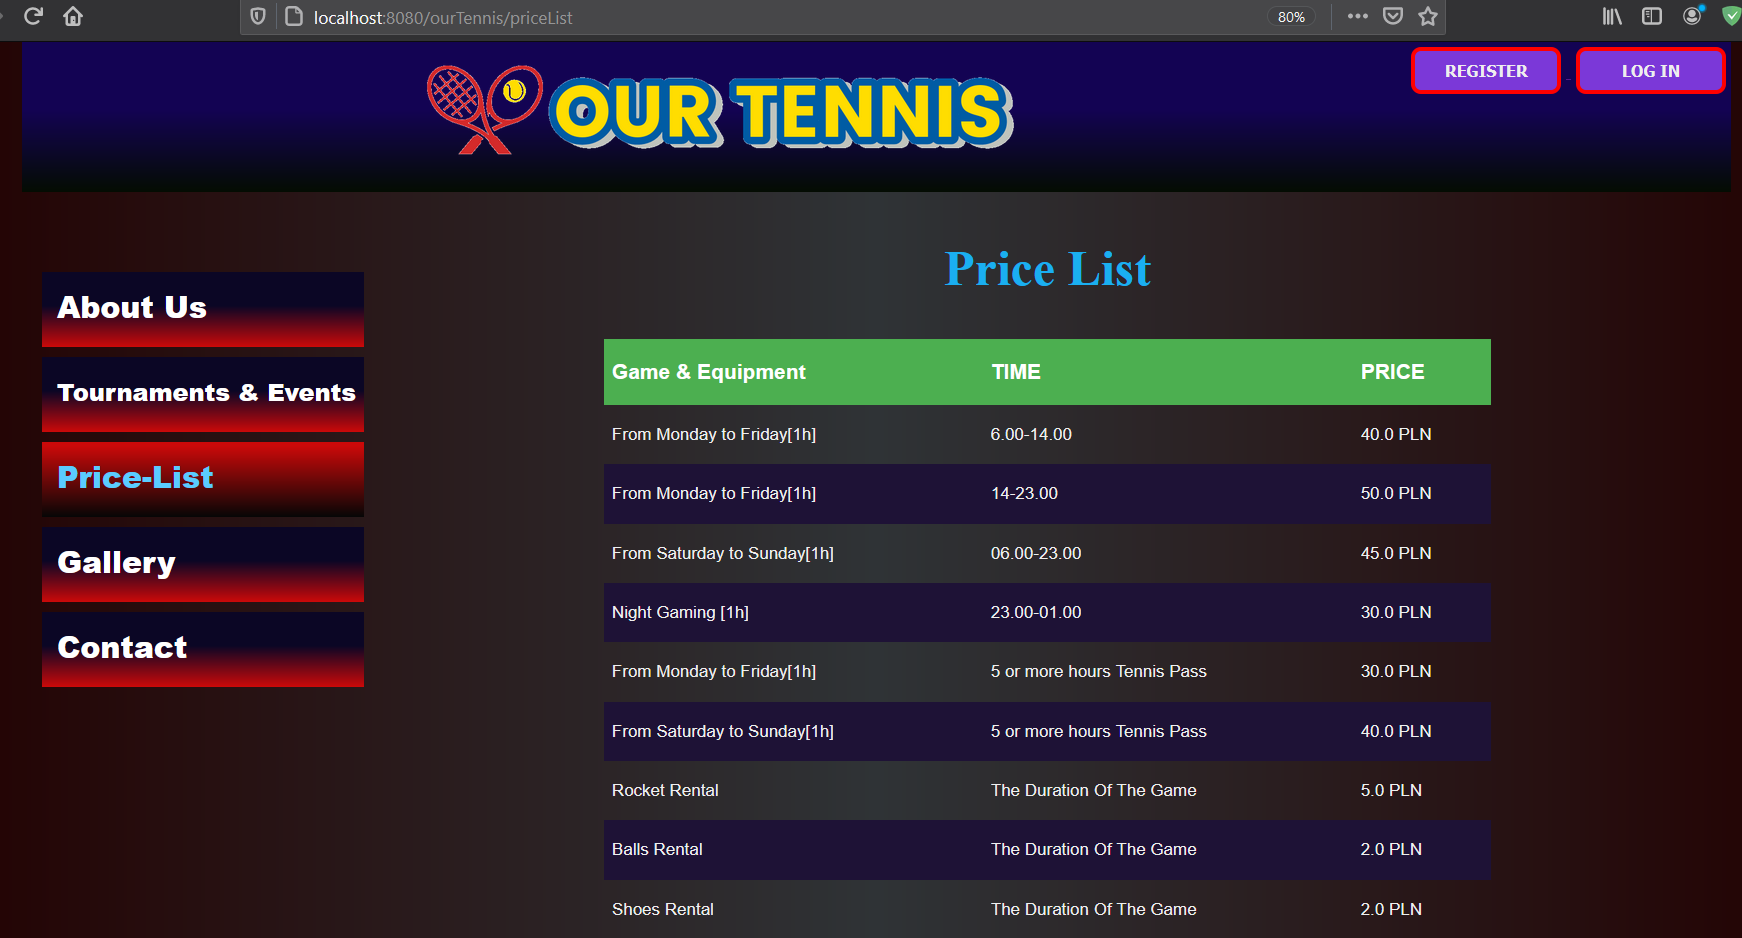 localhost:8080/ourTennis/priceList 80%
REGISTER LOG IN
OUR TENNIS
Price List
About Us
Tournaments & Events
Price-List
Gallery
Contact
Game & Equipment TIME PRICE
From Monday to Friday[1h] 6.00-14.00 40.0 PLN
From Monday to Friday[1h] 14-23.00 50.0 PLN
From Saturday to Sunday[1h] 06.00-23.00 45.0 PLN
Night Gaming [1h] 23.00-01.00 30.0 PLN
From Monday to Friday[1h] 5 or more hours Tennis Pass 30.0 PLN
From Saturday to Sunday[1h] 5 or more hours Tennis Pass 40.0 PLN
Rocket Rental The Duration Of The Game 5.0 PLN
Balls Rental The Duration Of The Game 2.0 PLN
Shoes Rental The Duration Of The Game 2.0 PLN